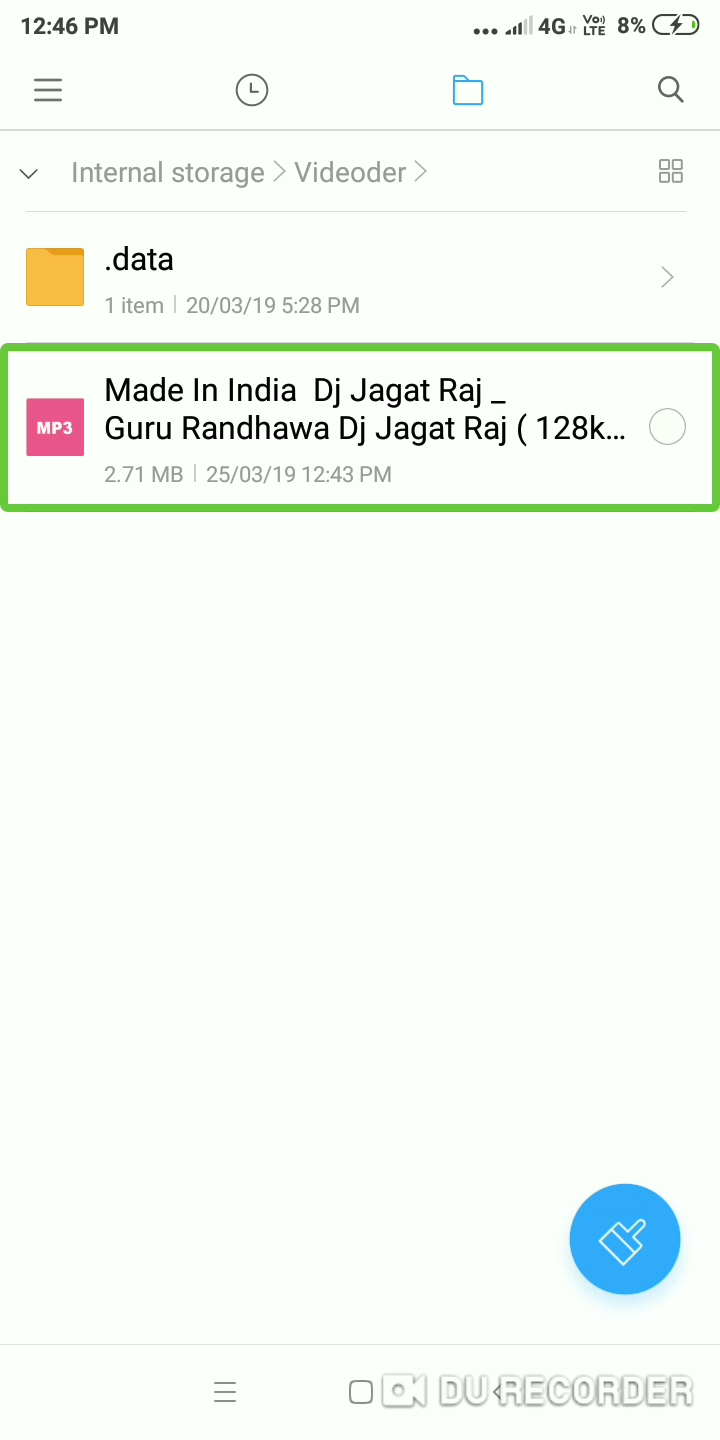 12:46 PM
4G VoLTE 8%
Internal storage > Videoder >
.data
1 item | 20/03/19 5:28 PM
MP3
Made In India  Dj Jagat Raj _
Guru Randhawa Dj Jagat Raj ( 128k...
2.71 MB | 25/03/19 12:43 PM
DU RECORDER